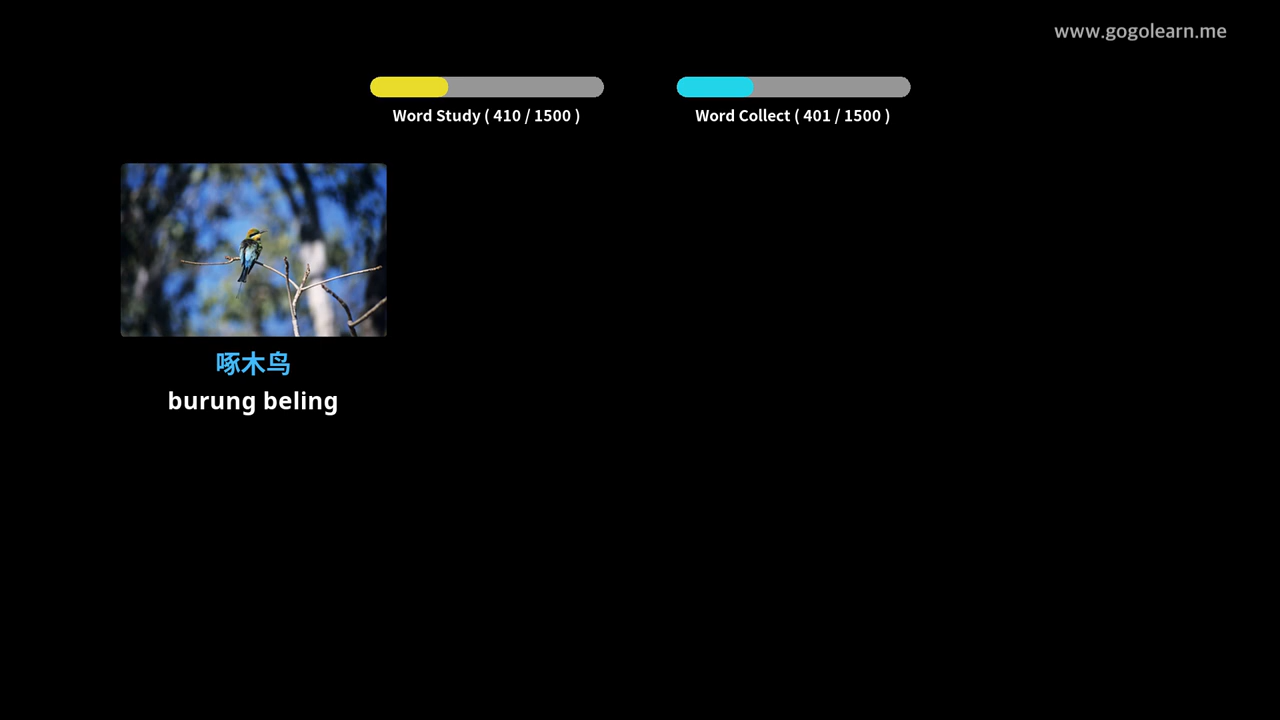 www.gogolearn.me
Word Study ( 410 / 1500 )
Word Collect ( 401 / 1500 )
啄木鸟
burung beling